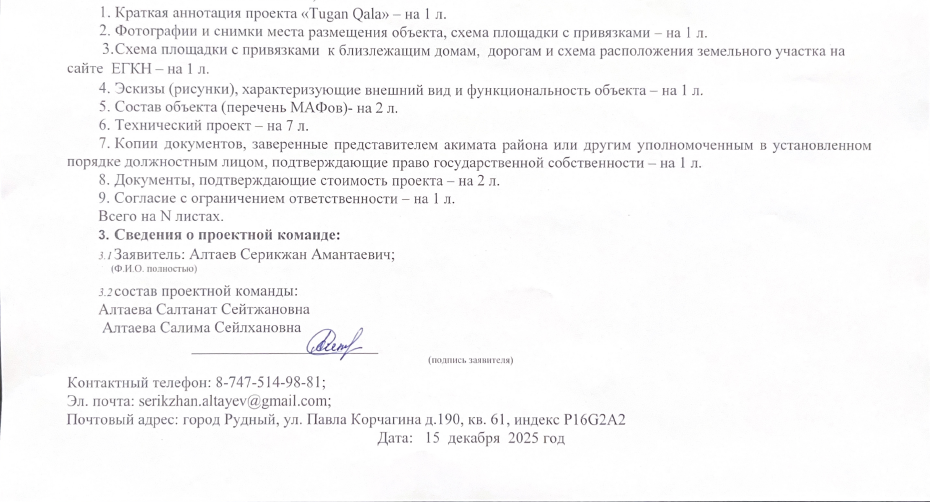 1. Краткая аннотация проекта «Tugan Qala» – на 1 л.
2. Фотографии и снимки места размещения объекта, схема площадки с привязками – на 1 л.
3.Схема площадки с привязками к близлежащим домам, дорогам и схема расположения земельного участка на
сайте ЕГКН – на 1 л.
4. Эскизы (рисунки), характеризующие внешний вид и функциональность объекта – на 1 л.
5. Состав объекта (перечень МАФов)- на 2 л.
6. Технический проект – на 7 л.
7. Копии документов, заверенные представителем акимата района или другим уполномоченным в установленном
порядке должностным лицом, подтверждающие право государственной собственности – на 1 л.
8. Документы, подтверждающие стоимость проекта – на 2 л.
9. Согласие с ограничением ответственности – на 1 л.
Всего на N листах.
3. Сведения о проектной команде:
3.1 Заявитель: Алтаев Серикжан Амантаевич;
(Ф.И.О. полностью)
3.2 состав проектной команды:
Алтаева Салтанат Сейтжановна
Алтаева Салима Сейлхановна
(подпись заявителя)
Контактный телефон: 8-747-514-98-81;
Эл. почта: serikzhan.altayev@gmail.com;
Почтовый адрес: город Рудный, ул. Павла Корчагина д.190, кв. 61, индекс P16G2A2
Дата: 15 декабря 2025 год